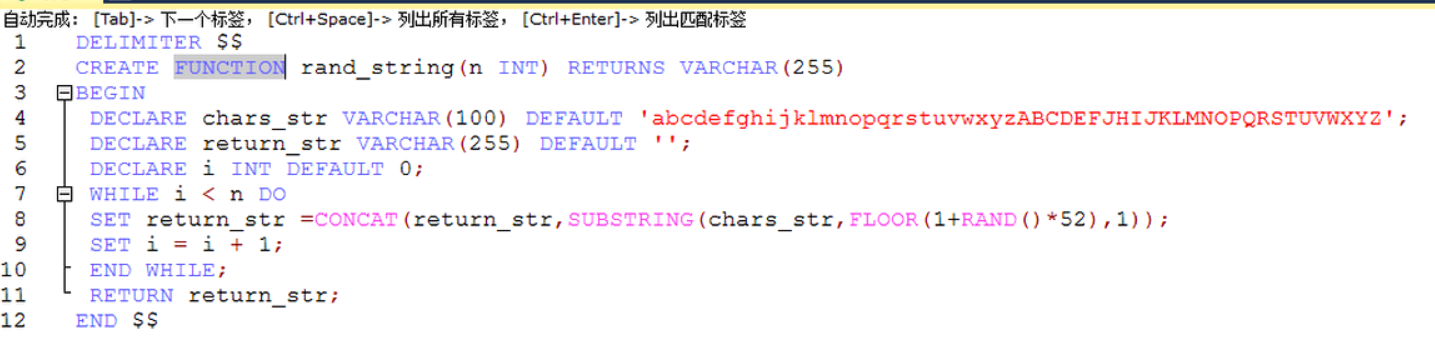 自动完成: [Tab]-> 下一个标签, [Ctrl+Space]-> 列出所有标签, [Ctrl+Enter]-> 列出匹配标签
1 DELIMITER $$
2 CREATE FUNCTION rand_string(n INT) RETURNS VARCHAR(255)
3 BEGIN
4 DECLARE chars_str VARCHAR(100) DEFAULT 'abcdefghijklmnopqrstuvwxyzABCDEFJHIJKLMNOPQRSTUVWXYZ';
5 DECLARE return_str VARCHAR(255) DEFAULT '';
6 DECLARE i INT DEFAULT 0;
7 WHILE i < n DO
8 SET return_str =CONCAT(return_str,SUBSTRING(chars_str,FLOOR(1+RAND()*52),1));
9 SET i = i + 1;
10 END WHILE;
11 RETURN return_str;
12 END $$